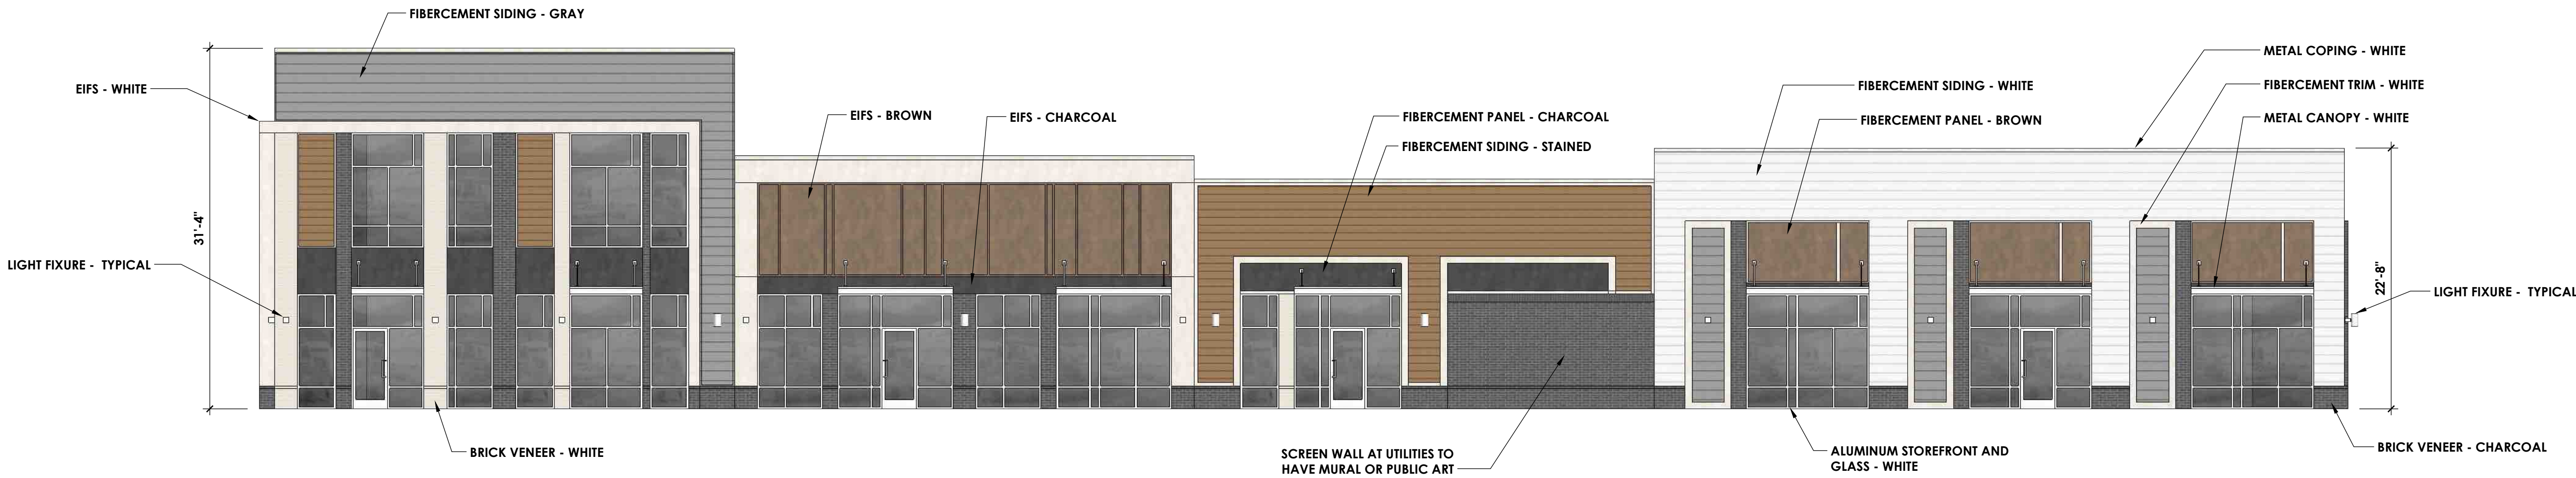 FIBERCEMENT SIDING - GRAY
EIFS - WHITE
31'-4"
LIGHT FIXTURE - TYPICAL
EIFS - BROWN
EIFS - CHARCOAL
BRICK VENEER - WHITE
FIBERCEMENT PANEL - CHARCOAL
FIBERCEMENT SIDING - STAINED
SCREEN WALL AT UTILITIES TO
HAVE MURAL OR PUBLIC ART
FIBERCEMENT SIDING - WHITE
FIBERCEMENT PANEL - BROWN
METAL COPING - WHITE
FIBERCEMENT TRIM - WHITE
METAL CANOPY - WHITE
22'-8"
LIGHT FIXTURE - TYPICAL
ALUMINUM STOREFRONT AND
GLASS - WHITE
BRICK VENEER - CHARCOAL